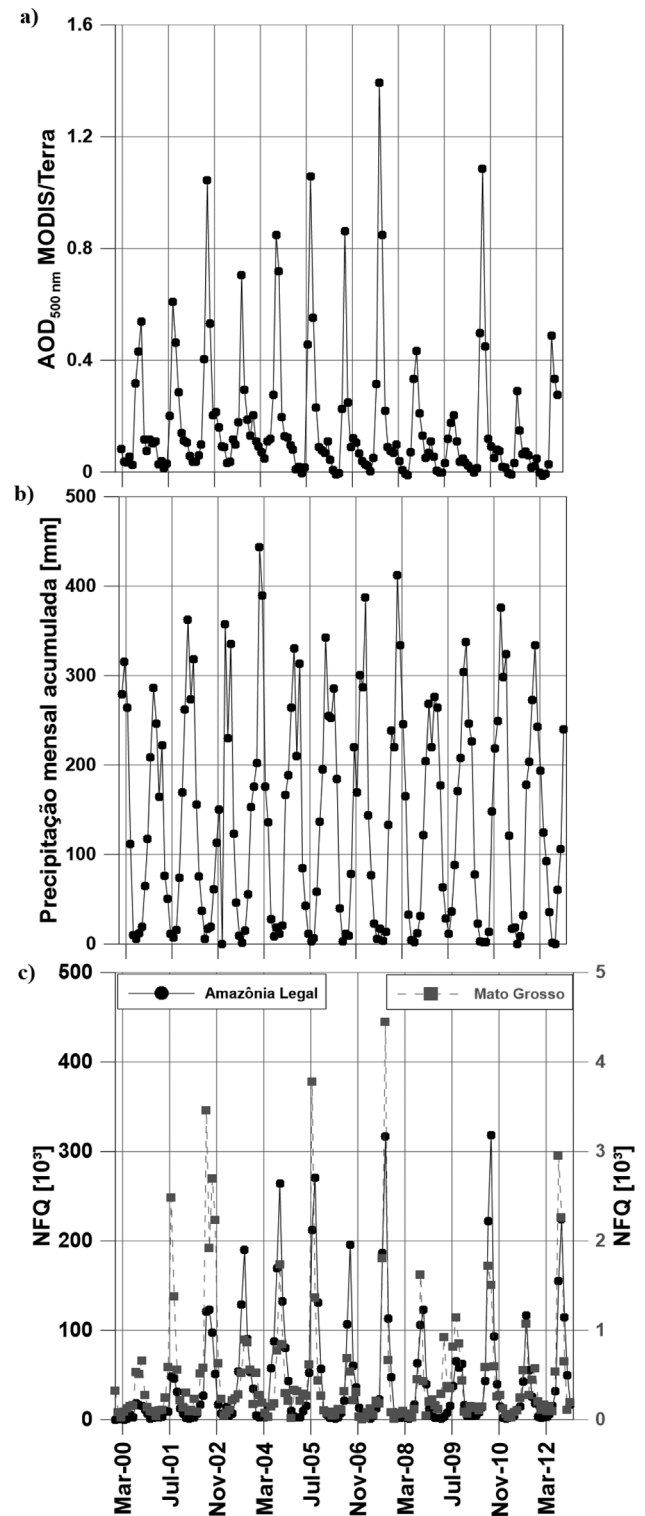 a)
1.6
1.2
0.8
0.4
0
AOD500 nm MODIS/Terra
b)
500
400
300
200
100
0
Precipitação mensal acumulada [mm]
c)
500
400
300
200
100
0
NFQ [10³]
Amazônia Legal
Mato Grosso
5
4
3
2
1
0
NFQ [10³]
Mar-00
Jul-01
Nov-02
Mar-04
Jul-05
Nov-06
Mar-08
Jul-09
Nov-10
Mar-12